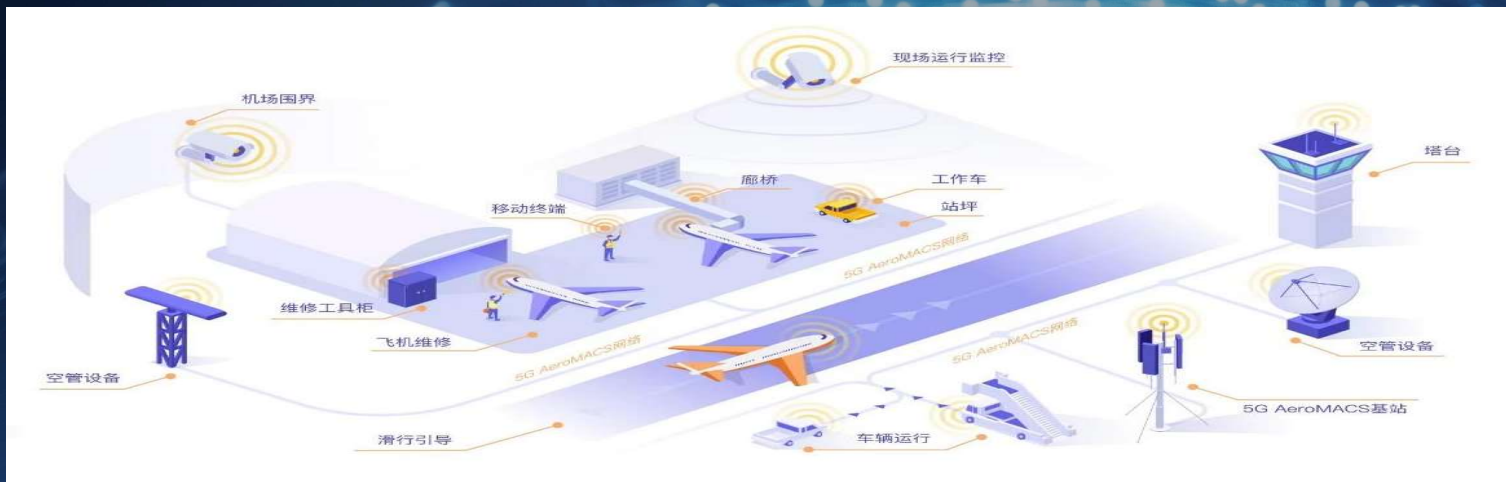 现场运行监控
机场围界
塔台
廊桥
工作车
移动终端
站坪
5G AeroMACS网络
维修工具柜
飞机维修
5G AeroMACS网络
5G AeroMACS网络
空管设备
空管设备
5G AeroMACS基站
滑行引导
车辆运行